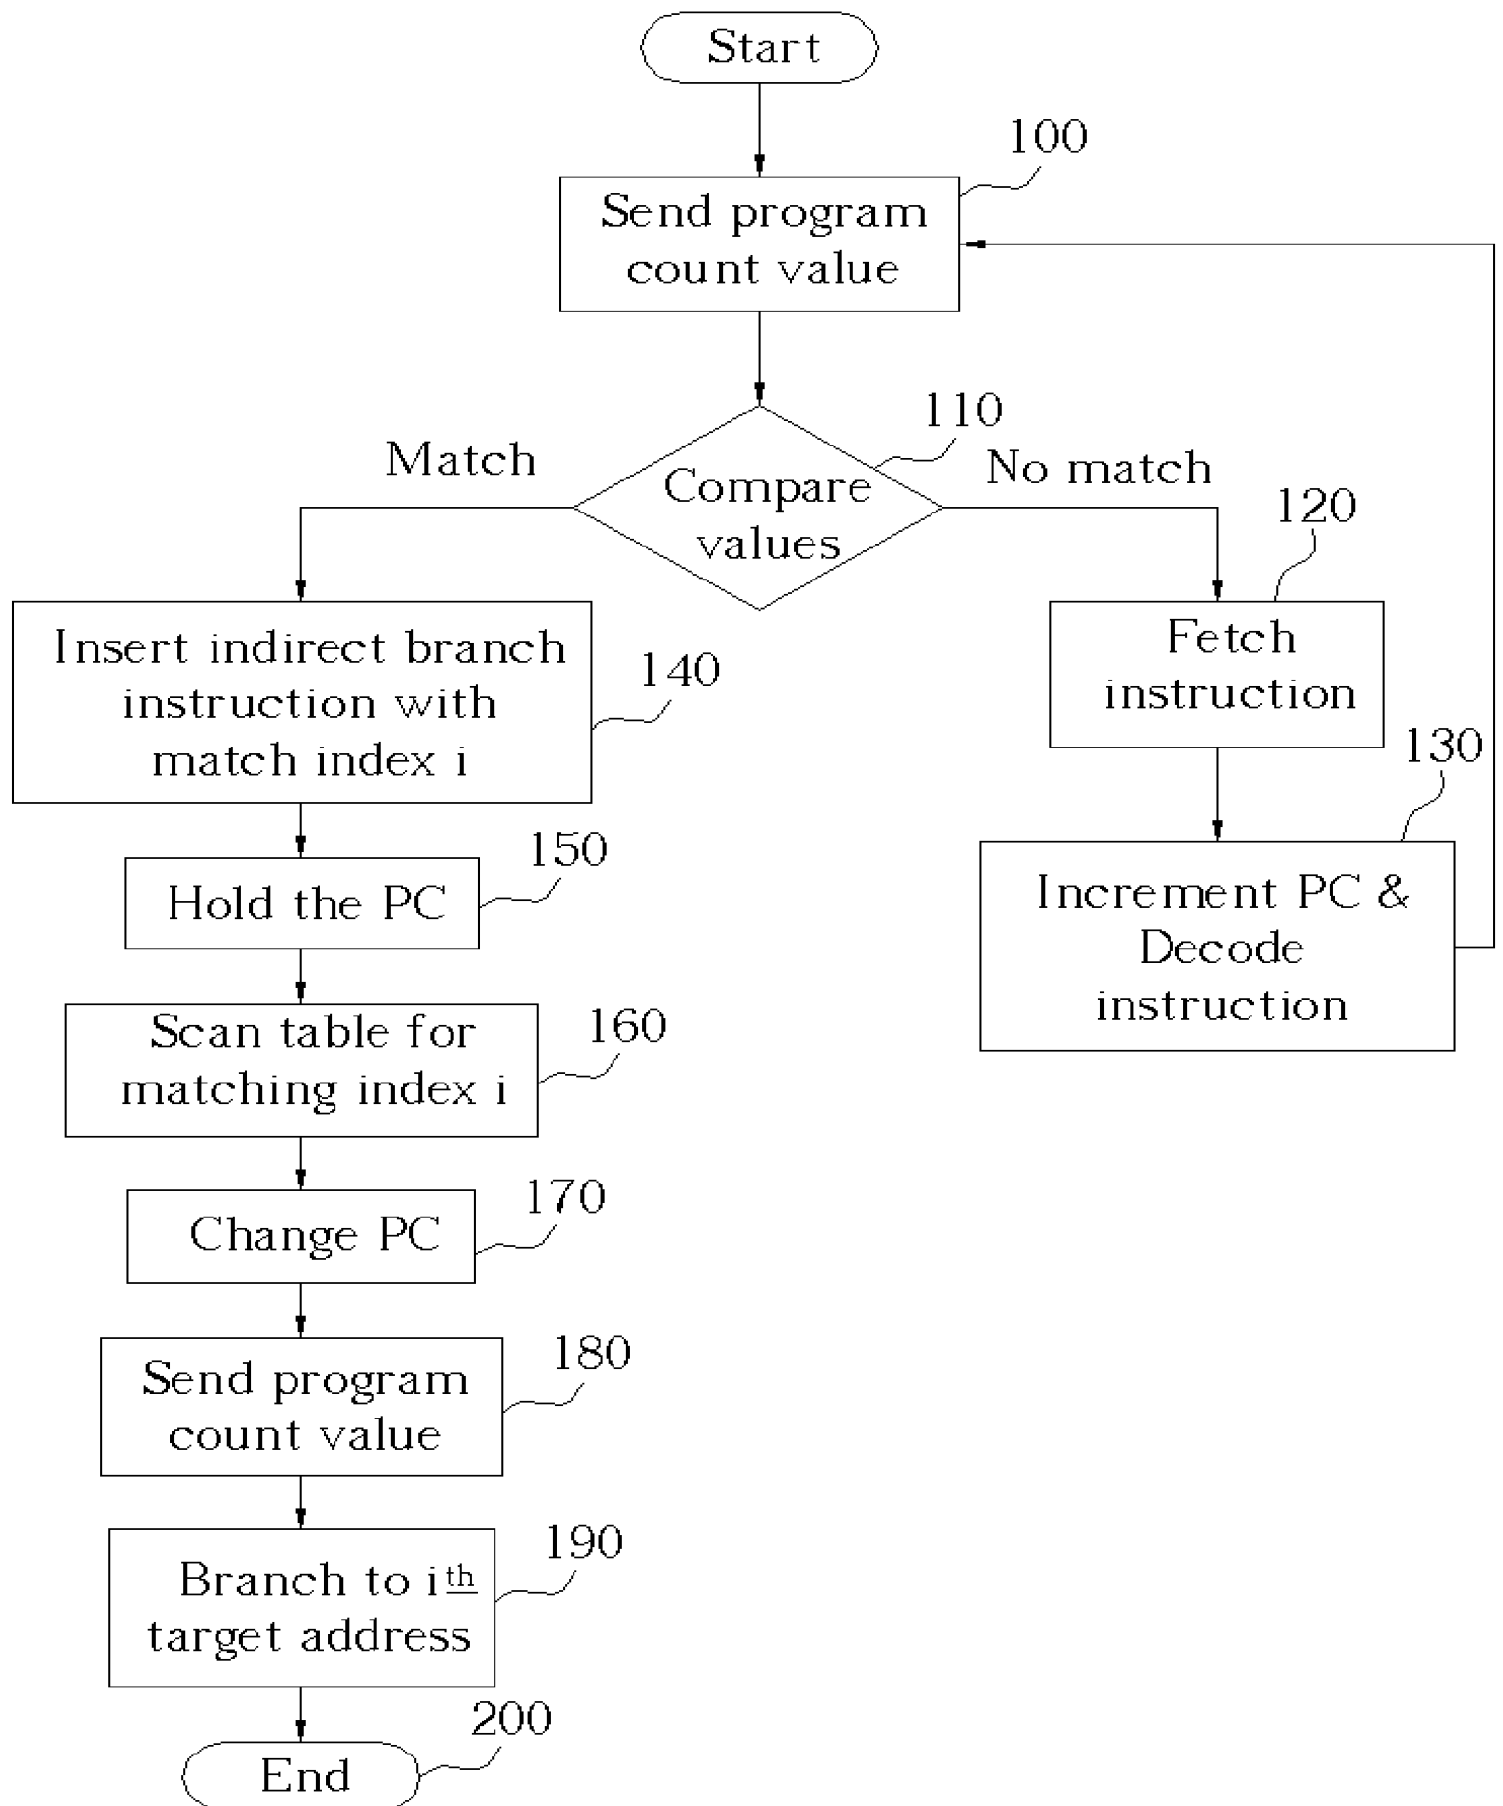 Start
100
Send program
count value
110
Match
No match
Compare
values
120
Fetch
instruction
130
Increment PC &
Decode
instruction
Insert indirect branch
instruction with
match index i
140
150
Hold the PC
160
Scan table for
matching index i
170
Change PC
180
Send program
count value
190
Branch to ith
target address
200
End